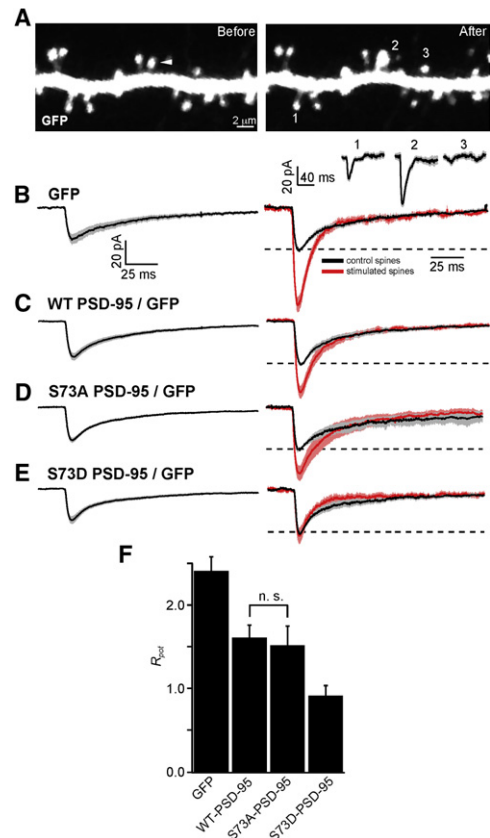 A
Before
After
2
3
1
GFP
2 μm
1 2 3
20 pA
40 ms
B GFP
20 pA
25 ms
control spines
stimulated spines
25 ms
C WT PSD-95 / GFP
D S73A PSD-95 / GFP
E S73D PSD-95 / GFP
F
n. s.
2.0
1.0
0.0
Rpot
GFP
WT-PSD-95
S73A-PSD-95
S73D-PSD-95